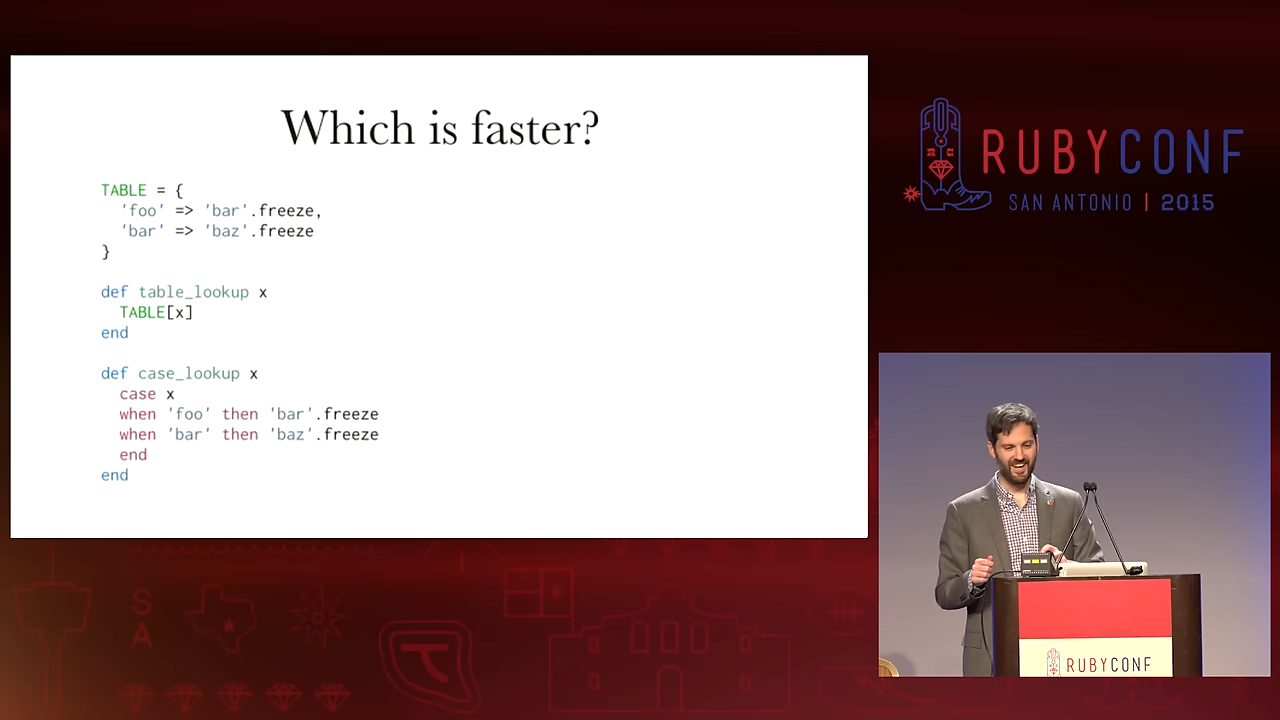 Which is faster?
TABLE = {
  'foo' => 'bar'.freeze,
  'bar' => 'baz'.freeze
}
def table_lookup x
  TABLE[x]
end
def case_lookup x
  case x
  when 'foo' then 'bar'.freeze
  when 'bar' then 'baz'.freeze
  end
end
RUBYCONF
SAN ANTONIO | 2015
S
A
RUBYCONF